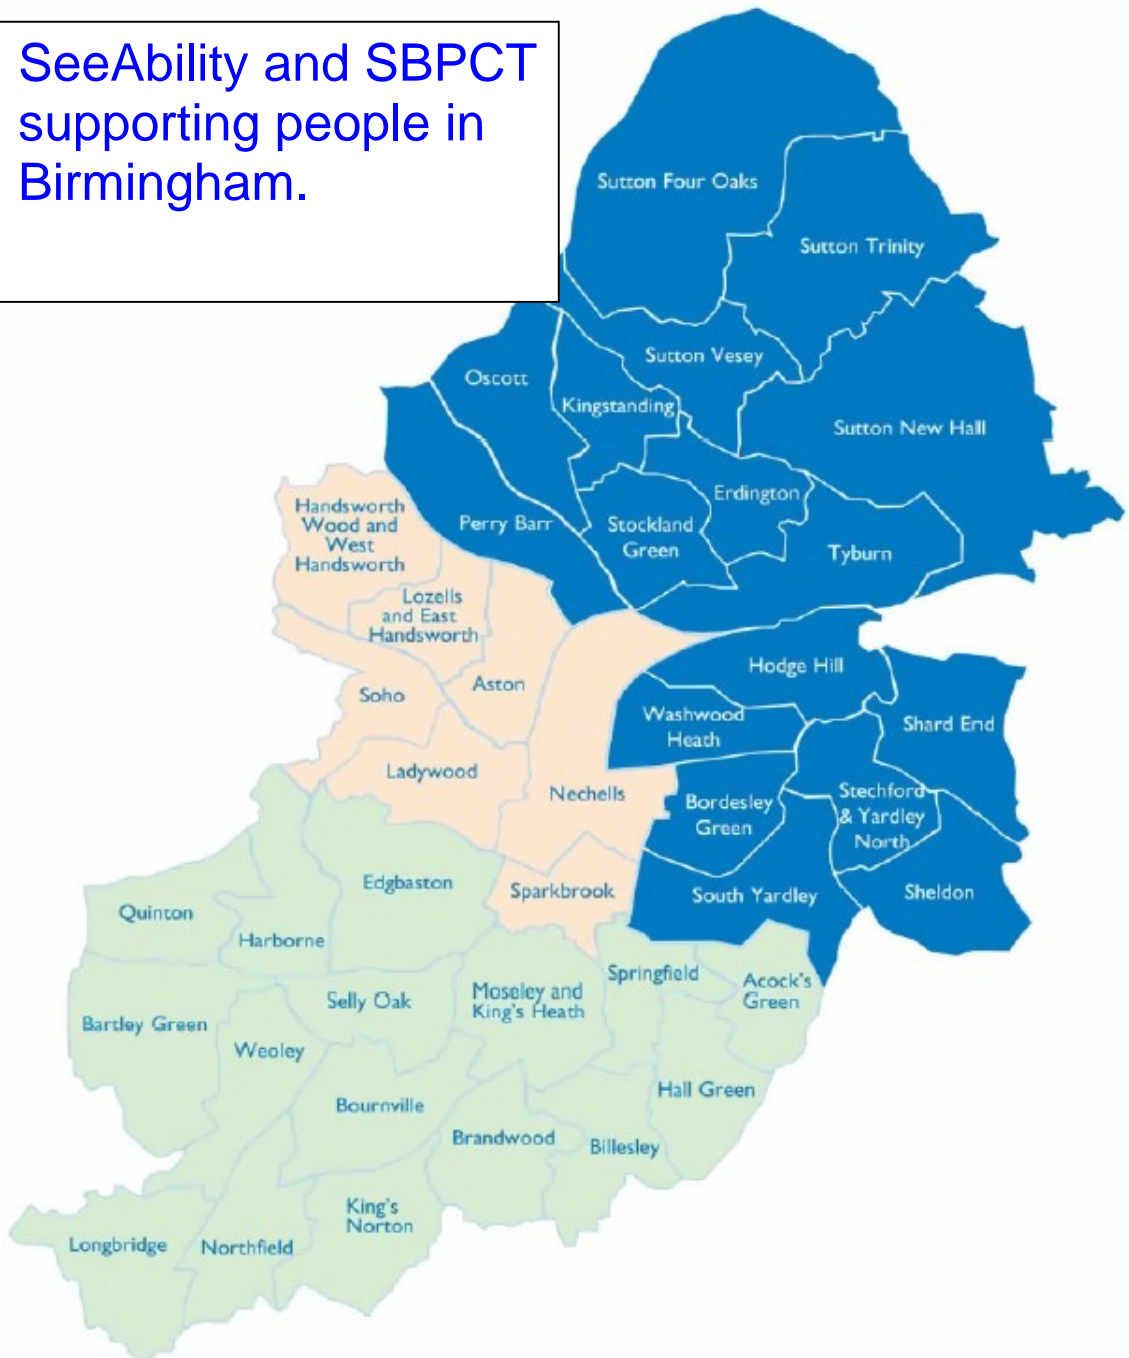 SeeAbility and SBPCT
supporting people in
Birmingham.
Sutton Four Oaks
Sutton Trinity
Sutton Vesey
Oscott
Kingstanding
Sutton New Hall
Erdington
Perry Barr
Stockland
Green
Tyburn
Handsworth
Wood and
West
Handsworth
Lozells
and East
Handsworth
Hodge Hill
Aston
Soho
Washwood
Heath
Shard End
Ladywood
Nechells
Bordesley
Green
Stechford
& Yardley
North
Edgbaston
Sparkbrook
South Yardley
Sheldon
Quinton
Harborne
Springfield
Acock's
Green
Selly Oak
Moseley and
King's Heath
Bartley Green
Weoley
Hall Green
Bournville
Brandwood
Billesley
King's
Norton
Longbridge
Northfield